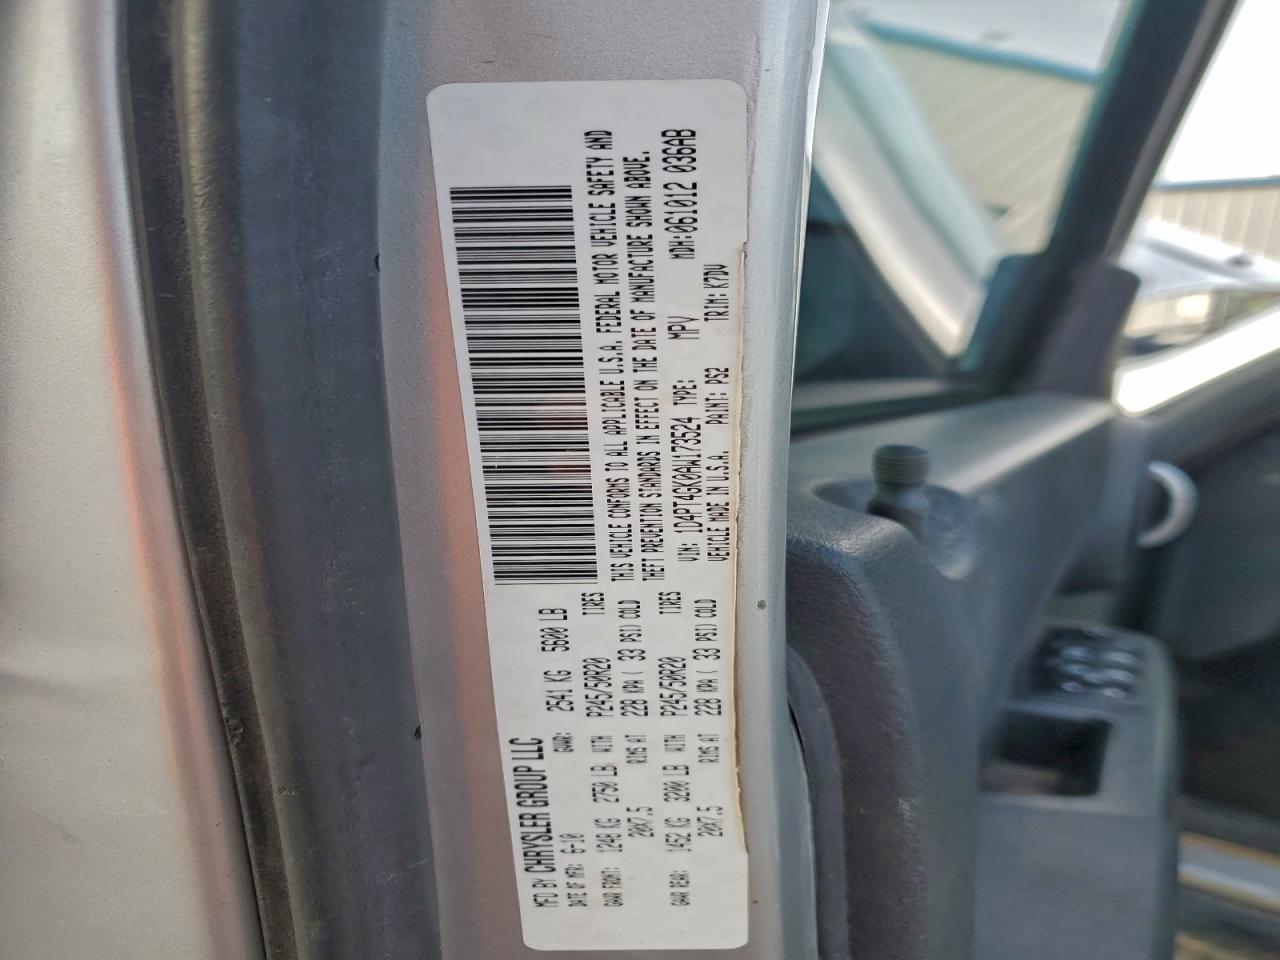 MFD BY CHRYSLER GROUP LLC
DATE OF MFR: 6-10 GVWR: 2541 KG 5600 LB
GAWR FRONT: 1248 KG 2750 LB WITH P245/50R20 TIRES
20X7.5 RIMS AT 228 KPA ( 33 PSI) COLD
GAWR REAR: 1452 KG 3200 LB WITH P245/50R20 TIRES
20X7.5 RIMS AT 228 KPA ( 33 PSI) COLD
THIS VEHICLE CONFORMS TO ALL APPLICABLE U.S.A. FEDERAL MOTOR VEHICLE SAFETY AND
THEFT PREVENTION STANDARDS IN EFFECT ON THE DATE OF MANUFACTURE SHOWN ABOVE.
VIN: 1D4PT4GK0AW173524 TYPE: MPV MDH:061012 036AB
VEHICLE MADE IN U.S.A. PAINT: PS2 TRIM: K7DV